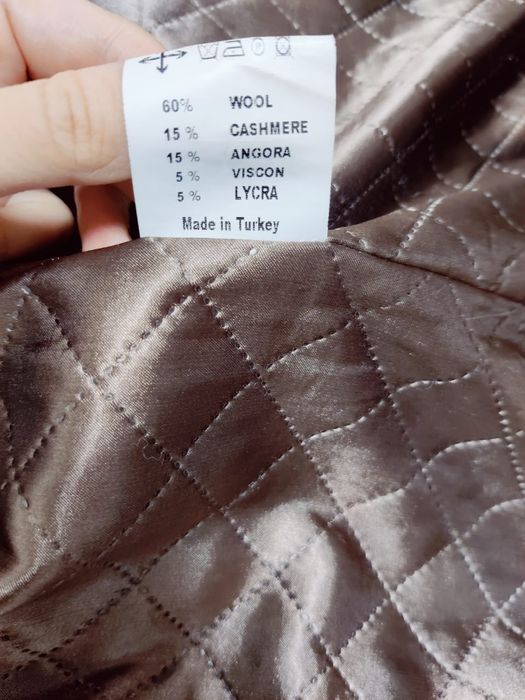 60% WOOL
15 % CASHMERE
15 % ANGORA
5 % VISCON
5 % LYCRA
Made in Turkey